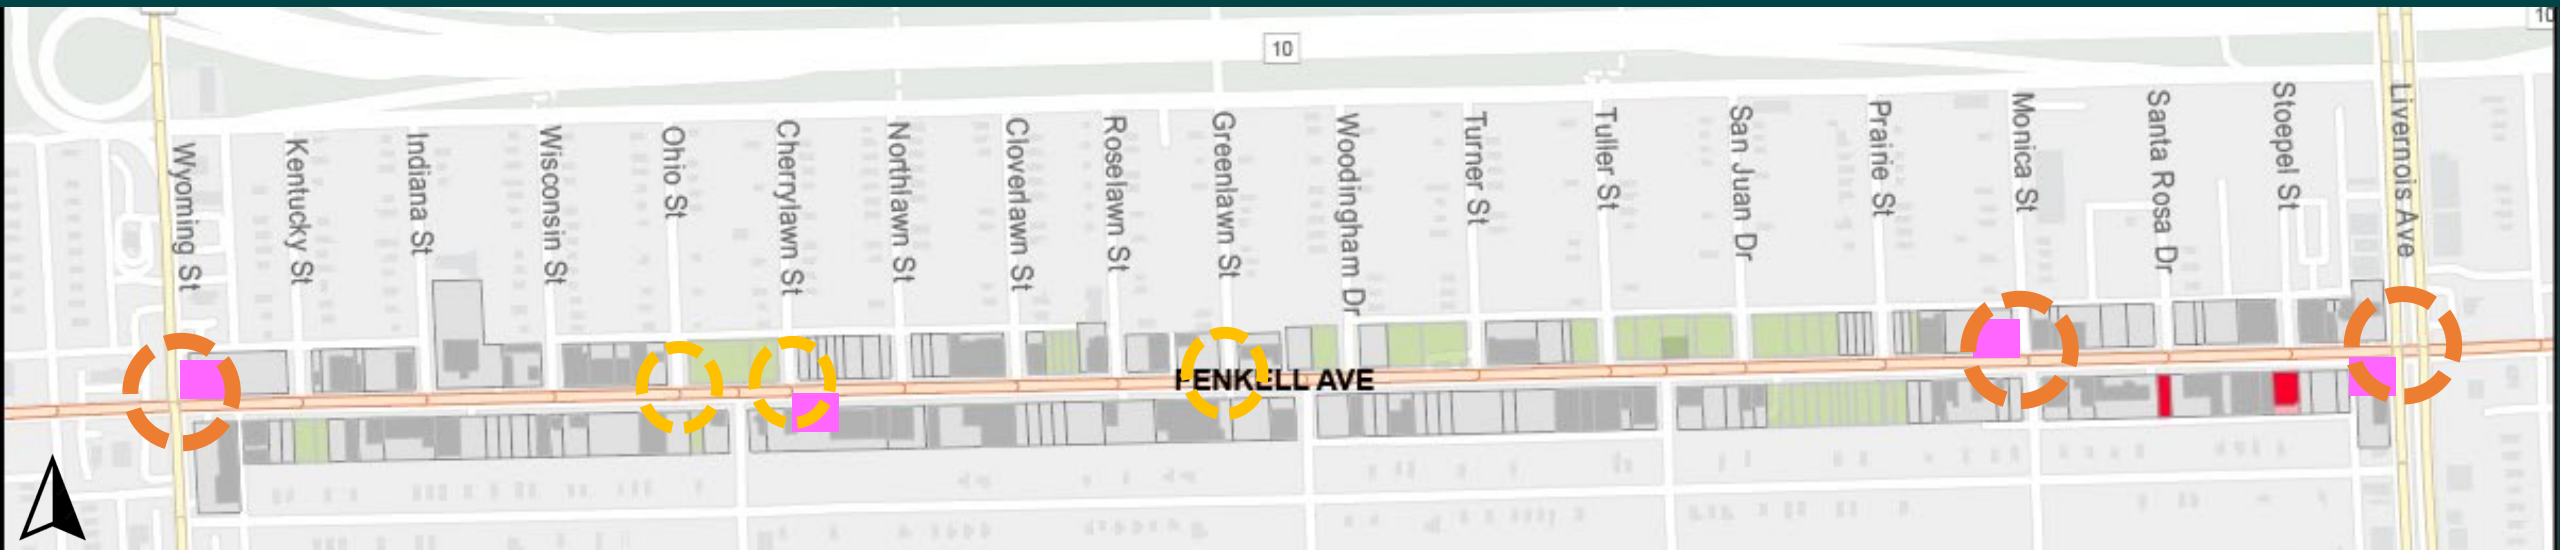 10
10
Wyoming St
Kentucky St
Indiana St
Wisconsin St
Ohio St
Cherrylawn St
Northlawn St
Cloverlawn St
Roselawn St
Greenlawn St
Woodingham Dr
Turner St
Tuller St
San Juan Dr
Prairie St
Monica St
Santa Rosa Dr
Stoepel St
Livernois Ave
FENKELL AVE